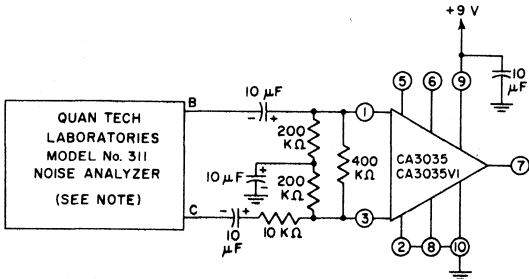 +9 V
10
µF
10 µF
5
6
9
B
1
QUAN TECH
LABORATORIES
MODEL No. 311
NOISE ANALYZER
(SEE NOTE)
200
KΩ
400
KΩ
CA3035
CA3035VI
7
10 µF
200
KΩ
C
10
µF
10 KΩ
3
2
8
10
- +
+
-
- +